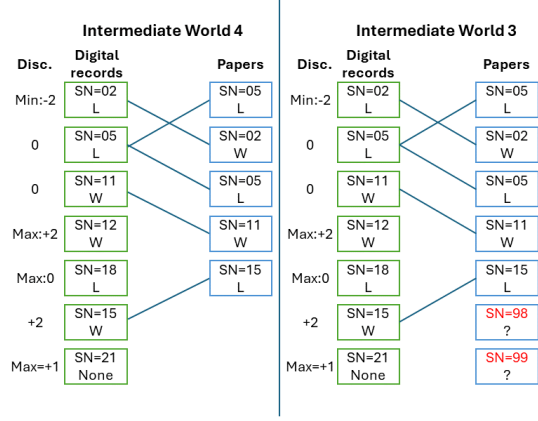 Intermediate World 4
Disc.
Digital
records
Papers
Min:-2
SN=02
L
SN=05
L
0
SN=05
L
SN=02
W
0
SN=11
W
SN=05
L
Max:+2
SN=12
W
SN=11
W
Max:0
SN=18
L
SN=15
L
+2
SN=15
W
Max=+1
SN=21
None
Intermediate World 3
Disc.
Digital
records
Papers
Min:-2
SN=02
L
SN=05
L
0
SN=05
L
SN=02
W
0
SN=11
W
SN=05
L
Max:+2
SN=12
W
SN=11
W
Max:0
SN=18
L
SN=15
L
+2
SN=15
W
SN=98
?
Max=+1
SN=21
None
SN=99
?